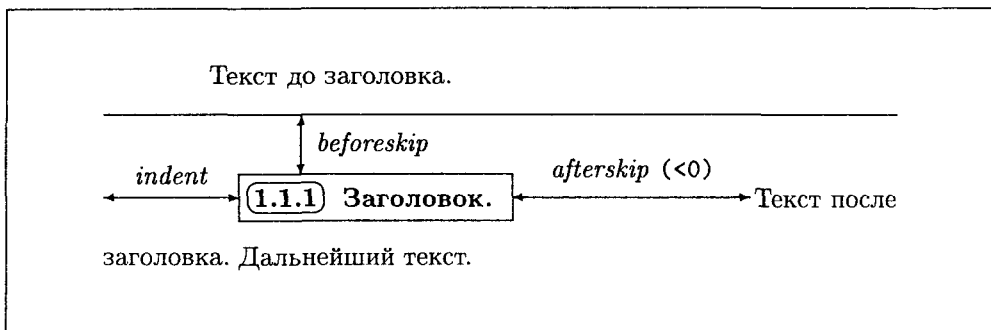 Текст до заголовка.
beforeskip
indent
afterskip (<0)
1.1.1 Заголовок.
Текст после
заголовка. Дальнейший текст.